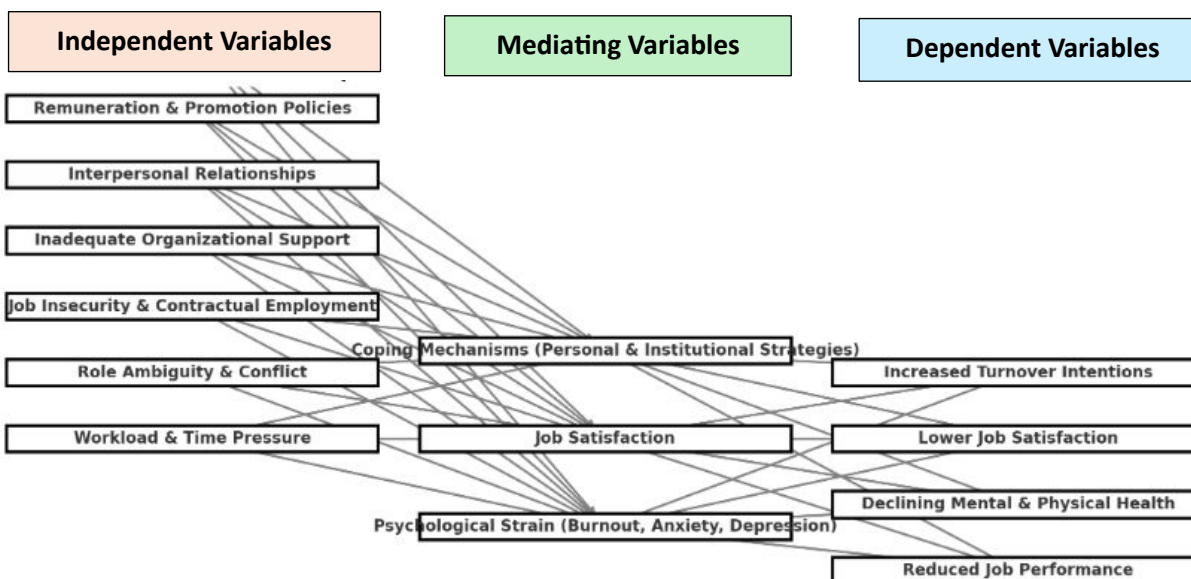 Independent Variables
Mediating Variables
Dependent Variables
Remuneration & Promotion Policies
Interpersonal Relationships
Inadequate Organizational Support
Job Insecurity & Contractual Employment
Role Ambiguity & Conflict
Workload & Time Pressure
Coping Mechanisms (Personal & Institutional Strategies)
Job Satisfaction
Psychological Strain (Burnout, Anxiety, Depression)
Increased Turnover Intentions
Lower Job Satisfaction
Declining Mental & Physical Health
Reduced Job Performance